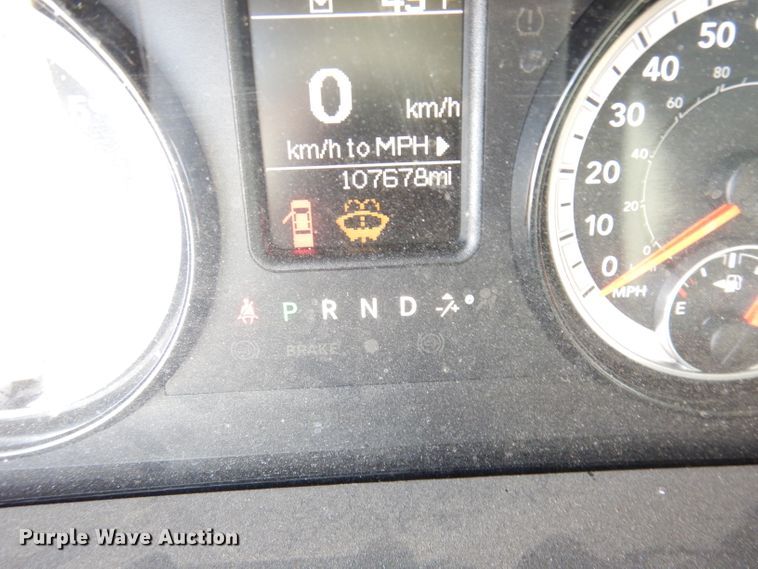 0 km/h
km/h to MPH
107678mi
P R N D
BRAKE
0 10 20 30 40 50
0 20 40 60 80
MPH
E
Purple Wave Auction